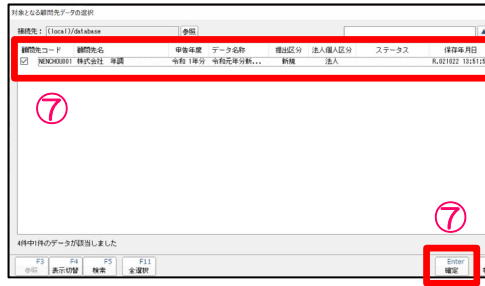 対象となる顧問先データの選択
接続先: (local)/database 参照
顧問先コード 顧問先名 申告年度 データ名称 提出区分 法人個人区分 ステータス 保存年月日
NENCHOU001 株式会社 年調 令和 1年分 令和元年分新... 新規 法人 R.021022 13:51:5
⑦
⑦
4件中1件のデータが該当しました
F3 F4 F5 F11 Enter
参照 表示切替 検索 全選択 確定